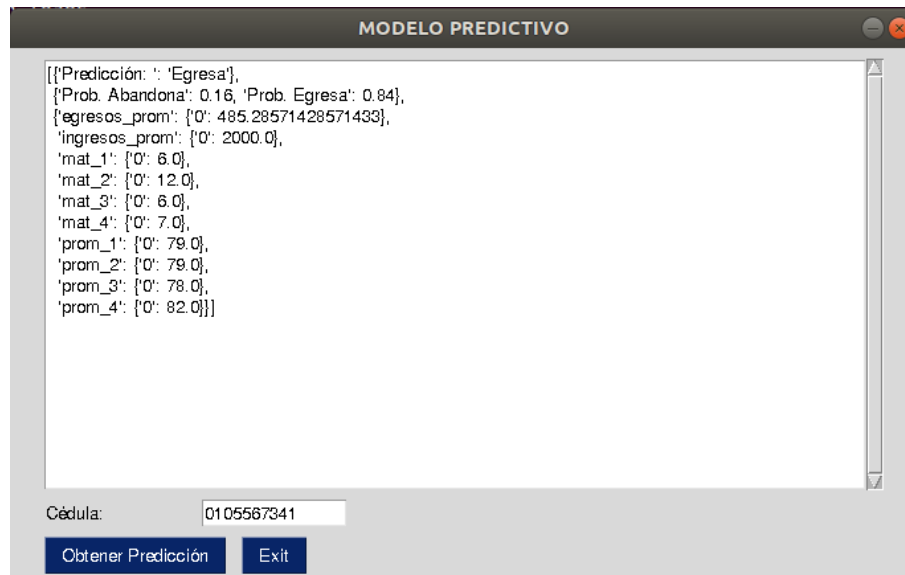 MODELO PREDICTIVO
[{'Predicción: ': 'Egresa'},
{'Prob. Abandona': 0.16, 'Prob. Egresa': 0.84},
{'egresos_prom': {'0': 485.28571428571433},
'ingresos_prom': {'0': 2000.0},
'mat_1': {'0': 6.0},
'mat_2': {'0': 12.0},
'mat_3': {'0': 6.0},
'mat_4': {'0': 7.0},
'prom_1': {'0': 79.0},
'prom_2': {'0': 79.0},
'prom_3': {'0': 78.0},
'prom_4': {'0': 82.0}}]
Cédula: 0105567341
Obtener Predicción Exit